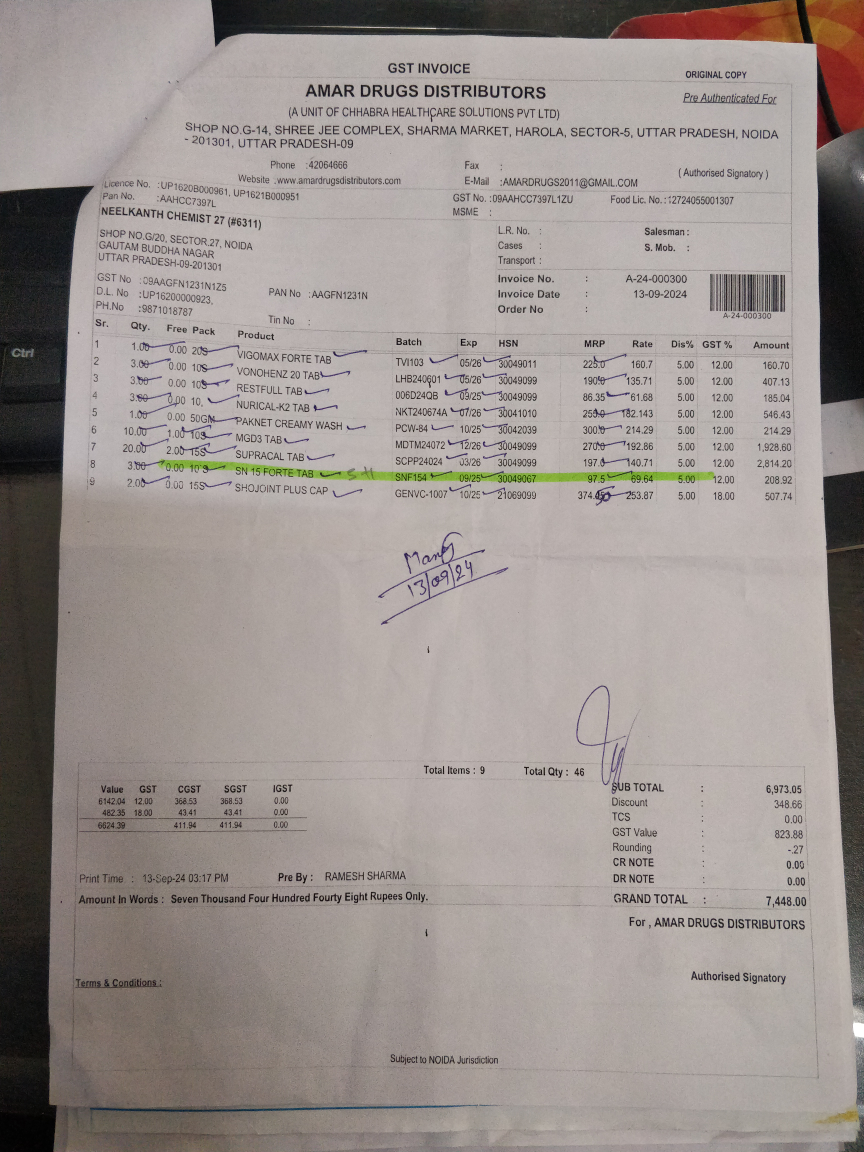 Ctrl
GST INVOICE
ORIGINAL COPY
AMAR DRUGS DISTRIBUTORS
Pre Authenticated For
(A UNIT OF CHHABRA HEALTHCARE SOLUTIONS PVT LTD)
SHOP NO.G-14, SHREE JEE COMPLEX, SHARMA MARKET, HAROLA, SECTOR-5, UTTAR PRADESH, NOIDA
- 201301, UTTAR PRADESH-09
Phone : 42064666 Fax :
Website : www.amardrugsdistributors.com E-Mail : AMARDRUGS2011@GMAIL.COM ( Authorised Signatory )
Licence No. : UP1620B000961, UP1621B000951 GST No. : 09AAHCC7397L1ZU Food Lic. No. : 12724055001307
Pan No. : AAHCC7397L MSME :
NEELKANTH CHEMIST 27 (#6311)
SHOP NO.G/20, SECTOR,27, NOIDA
GAUTAM BUDDHA NAGAR
UTTAR PRADESH-09-201301
GST No : 09AAGFN1231N1Z5
D.L. No : UP16200000923, PAN No : AAGFN1231N
PH.No : 9871018787 Tin No :
L.R. No. : Salesman :
Cases : S. Mob. :
Transport :
Invoice No. : A-24-000300
Invoice Date : 13-09-2024
Order No : A-24-000300
Sr. Qty. Free Pack Product Batch Exp HSN MRP Rate Dis% GST % Amount
1 1.00 0.00 20S VIGOMAX FORTE TAB TVI103 05/26 30049011 225.0 160.7 5.00 12.00 160.70
2 3.00 0.00 10S VONOHENZ 20 TAB LHB240601 05/26 30049099 190.0 135.71 5.00 12.00 407.13
3 3.00 0.00 10S RESTFULL TAB 006D24QB 09/25 30049099 86.35 61.68 5.00 12.00 185.04
4 3.00 0.00 10, NURICAL-K2 TAB NKT240674A 07/26 30041010 255.0 182.143 5.00 12.00 546.43
5 1.00 0.00 50GM PAKNET CREAMY WASH PCW-84 10/25 30042039 300.0 214.29 5.00 12.00 214.29
6 10.00 1.00 10S MGD3 TAB MDTM24072 12/26 30049099 270.0 192.86 5.00 12.00 1,928.60
7 20.00 2.00 15S SUPRACAL TAB SCPP24024 03/26 30049099 197.0 140.71 5.00 12.00 2,814.20
8 3.00 0.00 10'S SN 15 FORTE TAB SNF154 09/25 30049067 97.5 69.64 5.00 12.00 208.92
9 2.00 0.00 15S SHOJOINT PLUS CAP GENVC-1007 10/25 21069099 374.50 253.87 5.00 18.00 507.74
13/09/24
Total Items : 9 Total Qty : 46
Value GST CGST SGST IGST
6142.04 12.00 368.53 368.53 0.00
482.35 18.00 43.41 43.41 0.00
6624.39 411.94 411.94 0.00
SUB TOTAL : 6,973.05
Discount : 348.66
TCS : 0.00
GST Value : 823.88
Rounding : -.27
CR NOTE : 0.00
DR NOTE : 0.00
GRAND TOTAL : 7,448.00
Print Time : 13-Sep-24 03:17 PM Pre By : RAMESH SHARMA
Amount In Words : Seven Thousand Four Hundred Fourty Eight Rupees Only.
For , AMAR DRUGS DISTRIBUTORS
Authorised Signatory
Terms & Conditions :
Subject to NOIDA Jurisdiction